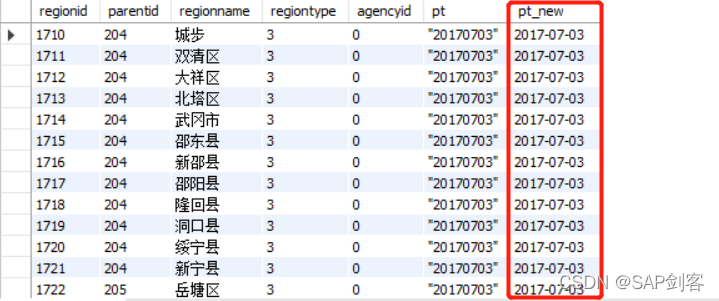 regionid parentid regionname regiontype agencyid pt pt_new
1710 204 城步 3 0 "20170703" 2017-07-03
1711 204 双清区 3 0 "20170703" 2017-07-03
1712 204 大祥区 3 0 "20170703" 2017-07-03
1713 204 北塔区 3 0 "20170703" 2017-07-03
1714 204 武冈市 3 0 "20170703" 2017-07-03
1715 204 邵东县 3 0 "20170703" 2017-07-03
1716 204 新邵县 3 0 "20170703" 2017-07-03
1717 204 邵阳县 3 0 "20170703" 2017-07-03
1718 204 隆回县 3 0 "20170703" 2017-07-03
1719 204 洞口县 3 0 "20170703" 2017-07-03
1720 204 绥宁县 3 0 "20170703" 2017-07-03
1721 204 新宁县 3 0 "20170703" 2017-07-03
1722 205 岳塘区 3 0 "20170703" 2017-07-03
CSDN @SAP剑客